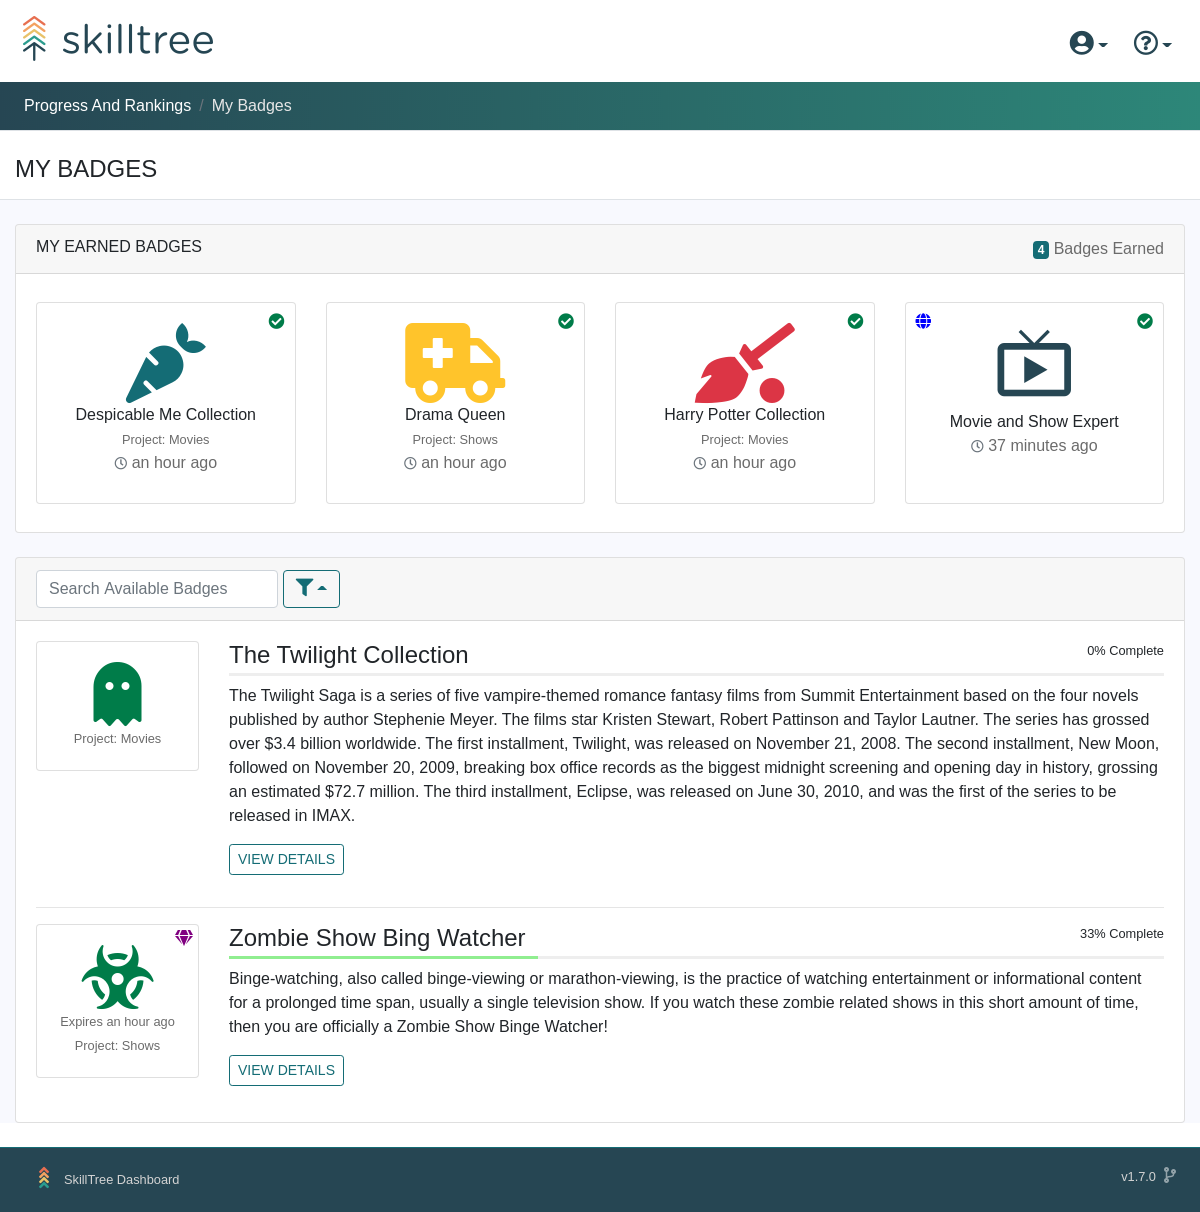 skilltree
Progress And Rankings / My Badges
MY BADGES
MY EARNED BADGES
4 Badges Earned
Despicable Me Collection
Project: Movies
an hour ago
Drama Queen
Project: Shows
an hour ago
Harry Potter Collection
Project: Movies
an hour ago
Movie and Show Expert
37 minutes ago
Search Available Badges
Project: Movies
The Twilight Collection
0% Complete
The Twilight Saga is a series of five vampire-themed romance fantasy films from Summit Entertainment based on the four novels
published by author Stephenie Meyer. The films star Kristen Stewart, Robert Pattinson and Taylor Lautner. The series has grossed
over $3.4 billion worldwide. The first installment, Twilight, was released on November 21, 2008. The second installment, New Moon,
followed on November 20, 2009, breaking box office records as the biggest midnight screening and opening day in history, grossing
an estimated $72.7 million. The third installment, Eclipse, was released on June 30, 2010, and was the first of the series to be
released in IMAX.
VIEW DETAILS
Expires an hour ago
Project: Shows
Zombie Show Bing Watcher
33% Complete
Binge-watching, also called binge-viewing or marathon-viewing, is the practice of watching entertainment or informational content
for a prolonged time span, usually a single television show. If you watch these zombie related shows in this short amount of time,
then you are officially a Zombie Show Binge Watcher!
VIEW DETAILS
SkillTree Dashboard
v1.7.0